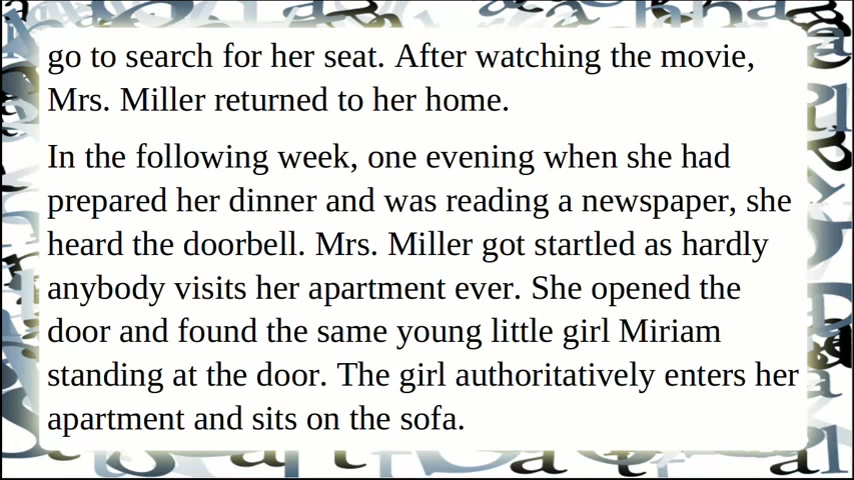 go to search for her seat. After watching the movie,
Mrs. Miller returned to her home.
In the following week, one evening when she had
prepared her dinner and was reading a newspaper, she
heard the doorbell. Mrs. Miller got startled as hardly
anybody visits her apartment ever. She opened the
door and found the same young little girl Miriam
standing at the door. The girl authoritatively enters her
apartment and sits on the sofa.